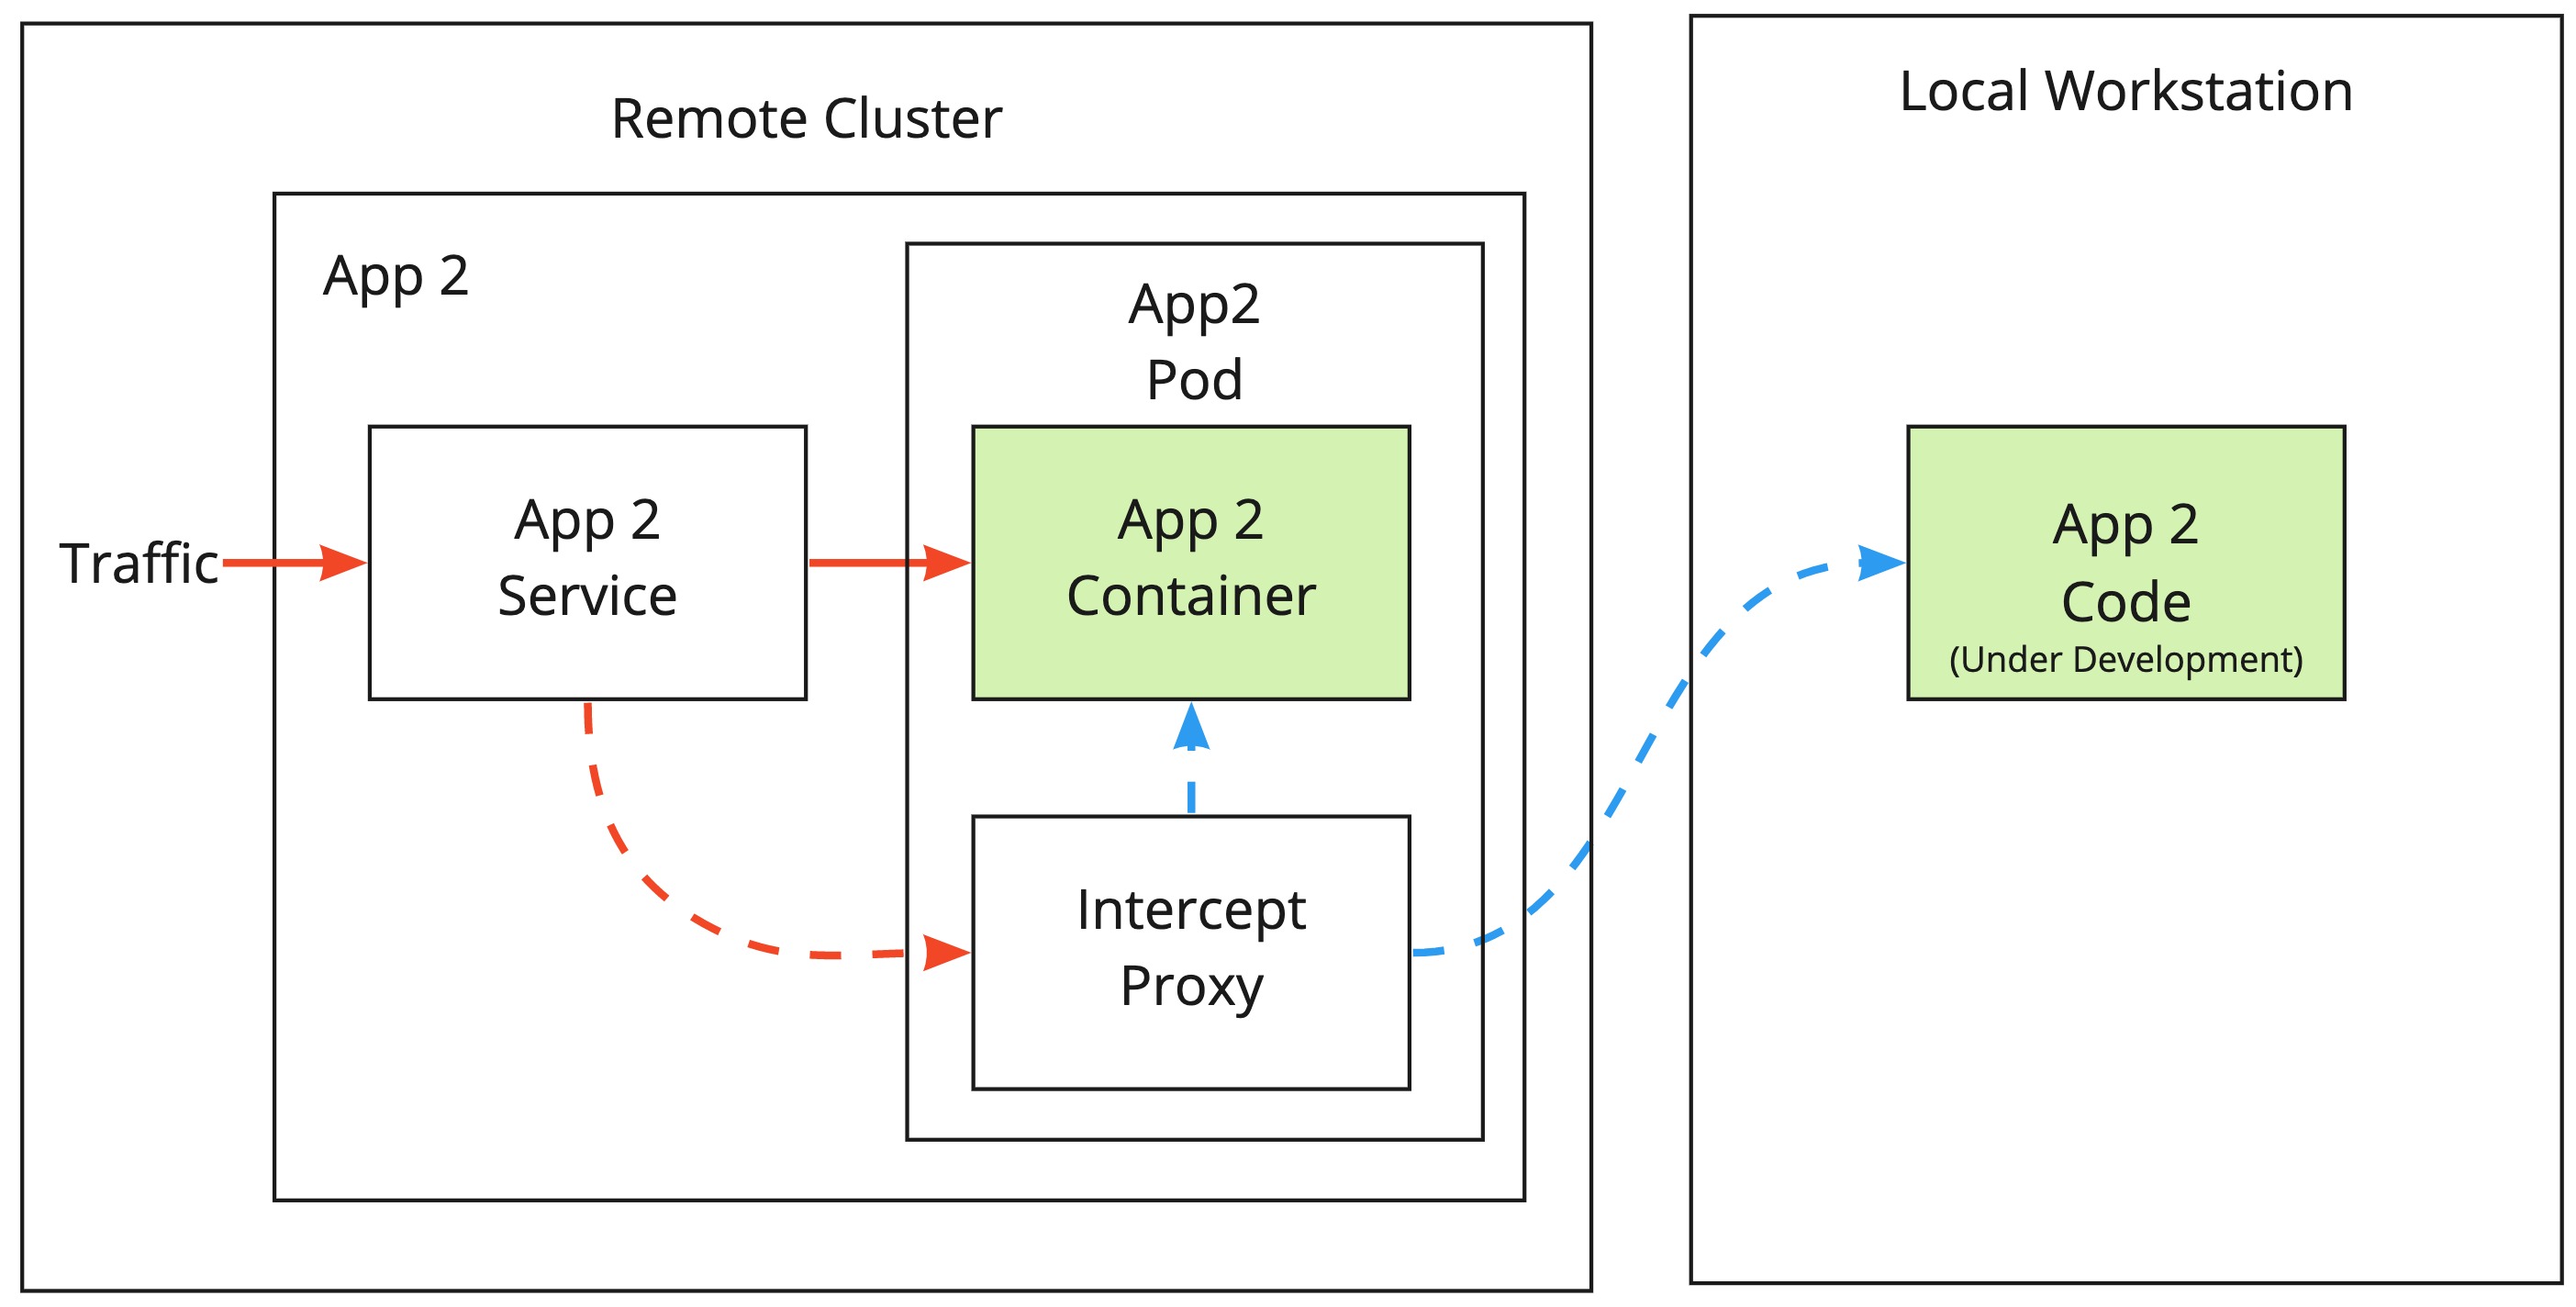 Remote Cluster
Local Workstation
App 2
App2
Pod
Traffic
App 2
Service
App 2
Container
App 2
Code
(Under Development)
Intercept
Proxy